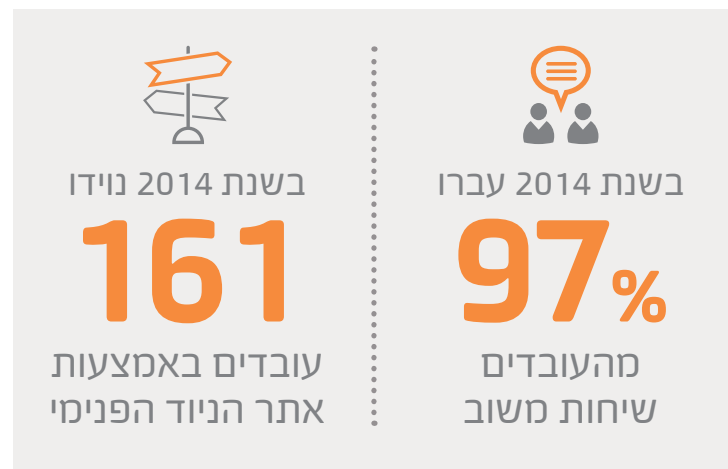 בשנת 2014 עברו
97%
מהעובדים
שיחות משוב
בשנת 2014 נוידו
161
עובדים באמצעות
אתר הניוד הפנימי